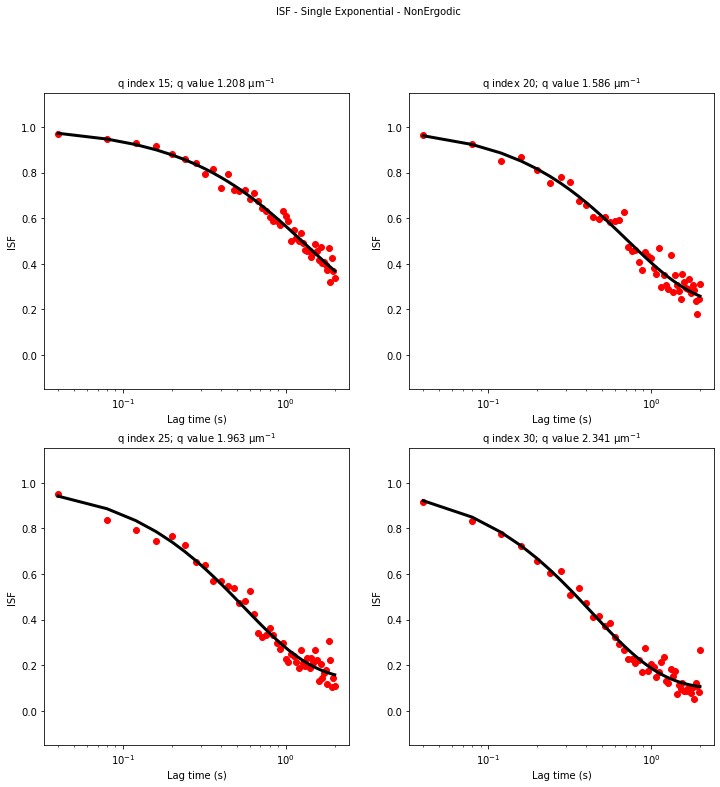 ISF - Single Exponential - NonErgodic
q index 15; q value 1.208 μm⁻¹
q index 20; q value 1.586 μm⁻¹
1.0
0.8
0.6
0.4
0.2
0.0
ISF
10⁻¹
10⁰
Lag time (s)
1.0
0.8
0.6
0.4
0.2
0.0
ISF
10⁻¹
10⁰
Lag time (s)
q index 25; q value 1.963 μm⁻¹
q index 30; q value 2.341 μm⁻¹
1.0
0.8
0.6
0.4
0.2
0.0
ISF
10⁻¹
10⁰
Lag time (s)
1.0
0.8
0.6
0.4
0.2
0.0
ISF
10⁻¹
10⁰
Lag time (s)